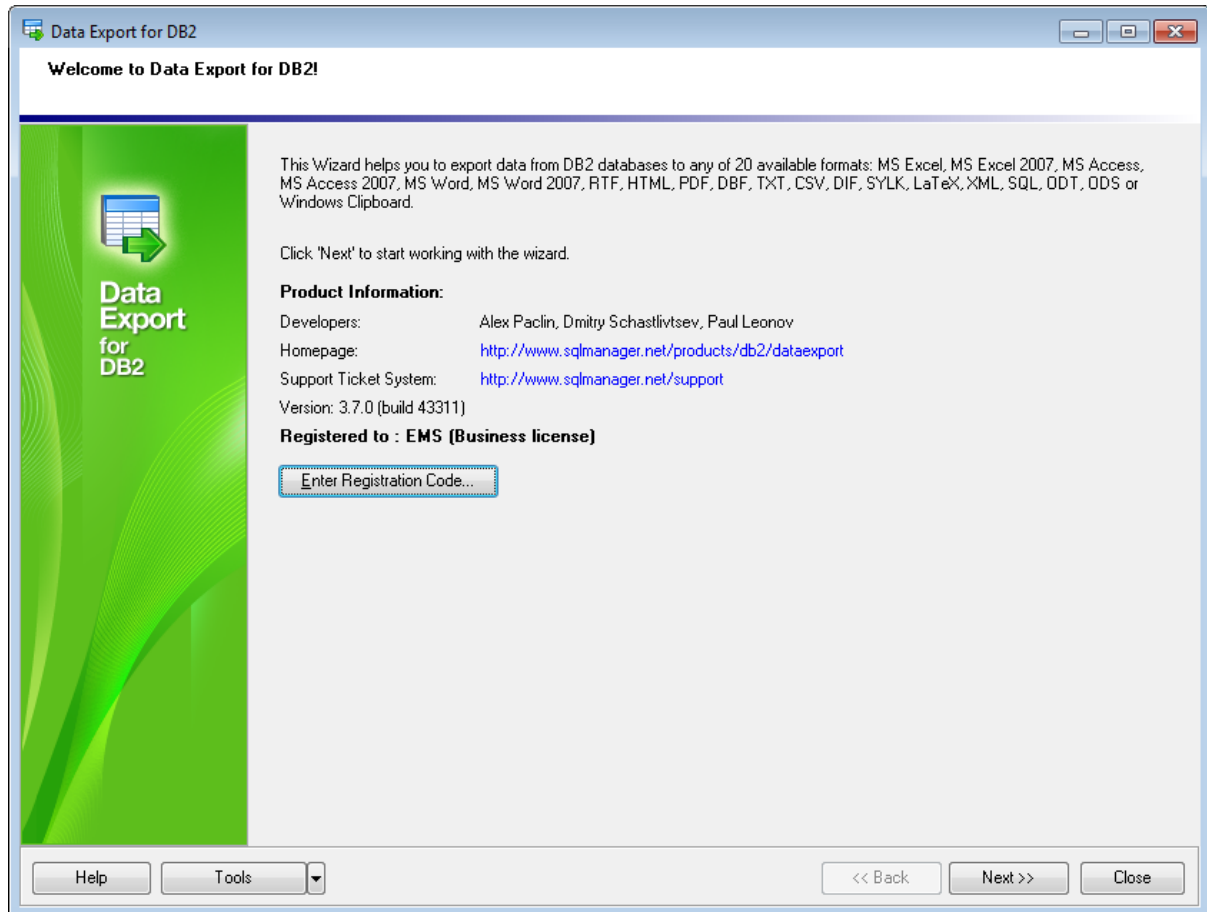 Data Export for DB2
Welcome to Data Export for DB2!
This Wizard helps you to export data from DB2 databases to any of 20 available formats: MS Excel, MS Excel 2007, MS Access,
MS Access 2007, MS Word, MS Word 2007, RTF, HTML, PDF, DBF, TXT, CSV, DIF, SYLK, LaTeX, XML, SQL, ODT, ODS or
Windows Clipboard.
Click 'Next' to start working with the wizard.
Data
Export
for
DB2
Product Information:
Developers: Alex Paclin, Dmitry Schastlivtsev, Paul Leonov
Homepage: http://www.sqlmanager.net/products/db2/dataexport
Support Ticket System: http://www.sqlmanager.net/support
Version: 3.7.0 (build 43311)
Registered to : EMS (Business license)
Enter Registration Code...
Help Tools << Back Next >> Close